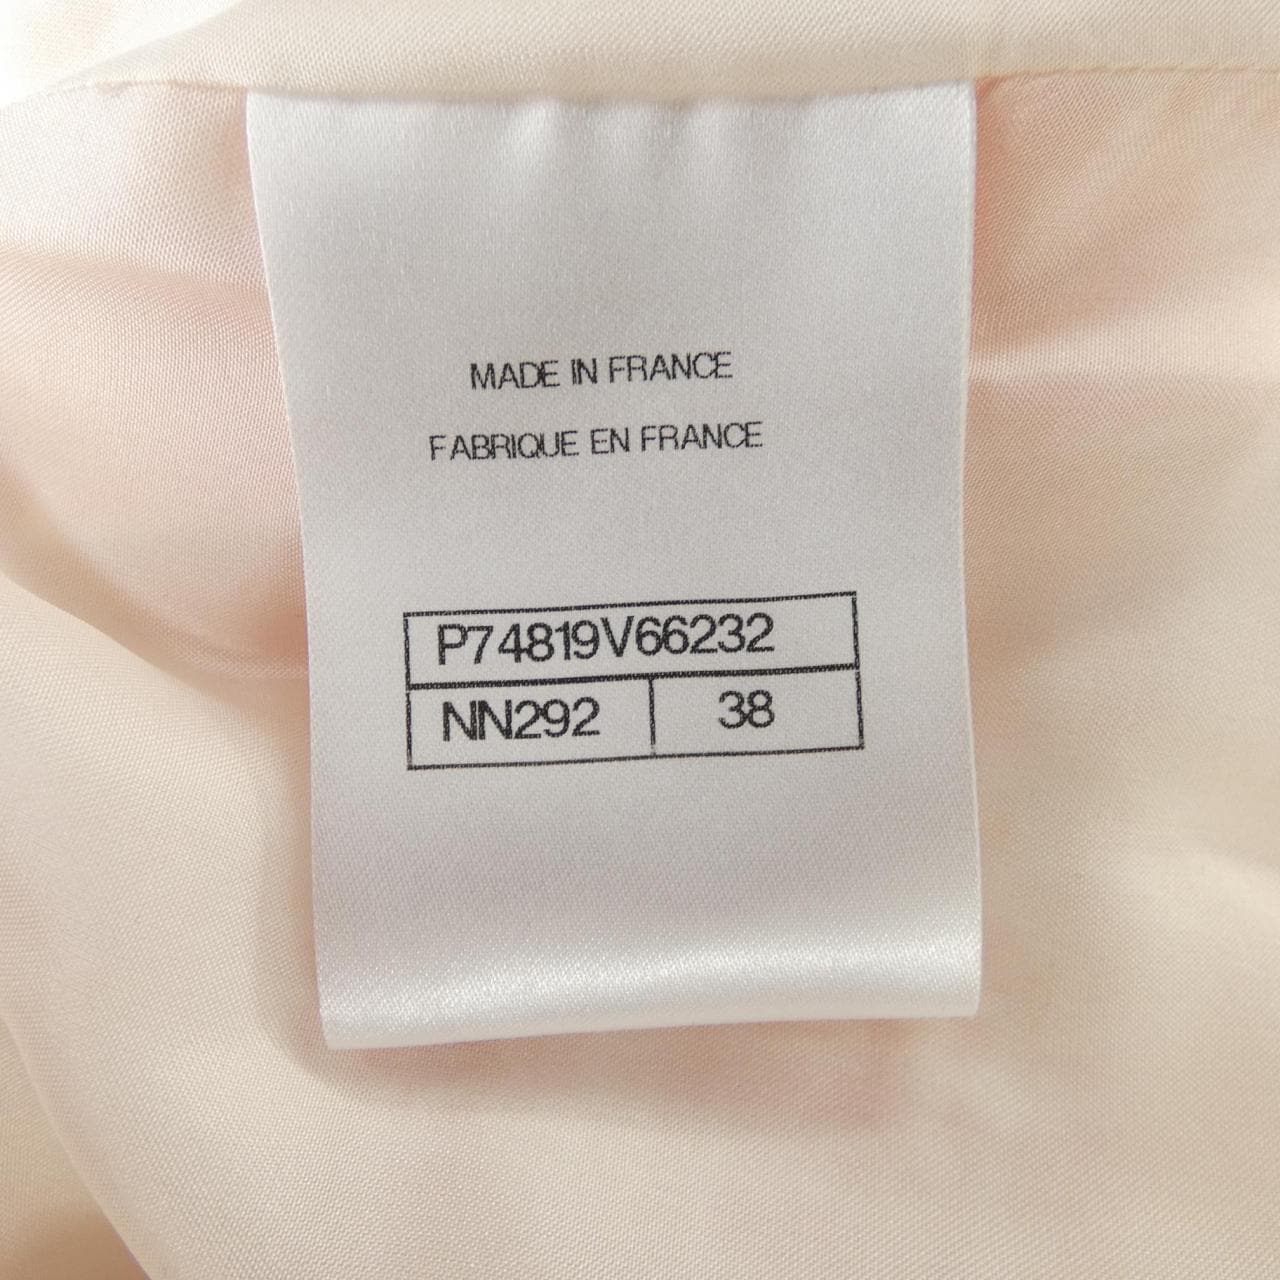 MADE IN FRANCE
FABRIQUE EN FRANCE
P74819V66232
NN292 38